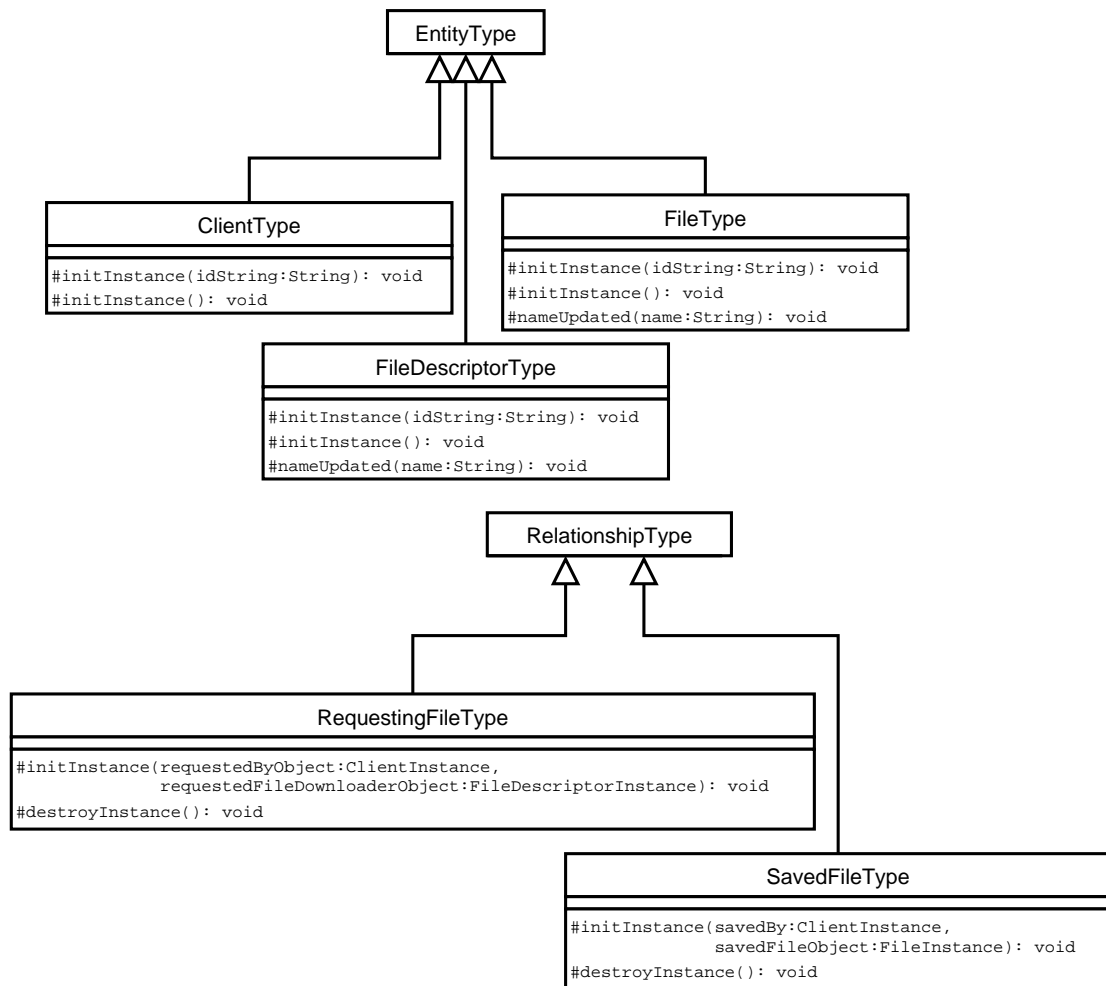 EntityType
ClientType
#initInstance(idString:String): void
#initInstance(): void
FileType
#initInstance(idString:String): void
#initInstance(): void
#nameUpdated(name:String): void
FileDescriptorType
#initInstance(idString:String): void
#initInstance(): void
#nameUpdated(name:String): void
RelationshipType
RequestingFileType
#initInstance(requestedByObject:ClientInstance,
requestedFileDownloaderObject:FileDescriptorInstance): void
#destroyInstance(): void
SavedFileType
#initInstance(savedBy:ClientInstance,
savedFileObject:FileInstance): void
#destroyInstance(): void